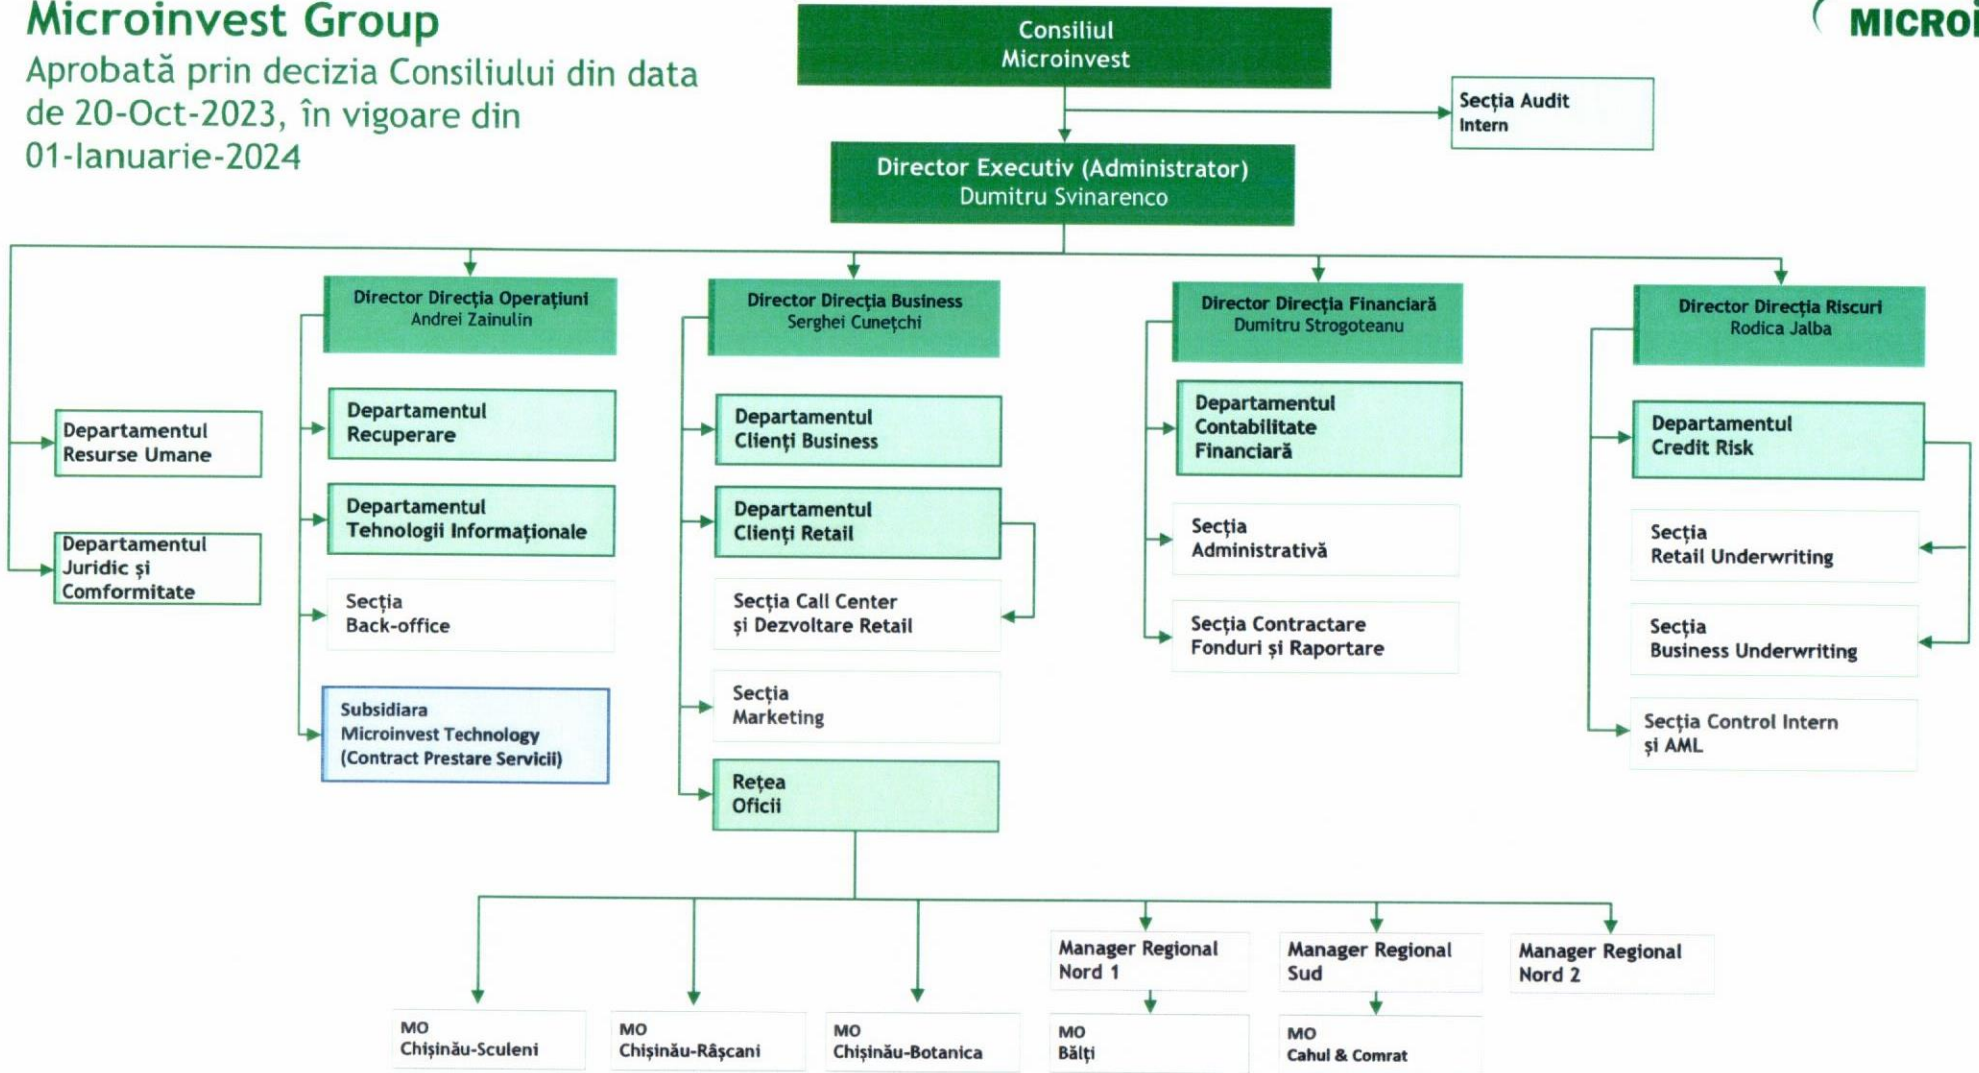 Microinvest Group
Aprobată prin decizia Consiliului din data
de 20-Oct-2023, în vigoare din
01-Ianuarie-2024
Consiliul
Microinvest
Secția Audit
Intern
Director Executiv (Administrator)
Dumitru Svinarenco
Director Direcția Operațiuni
Andrei Zainulin
Director Direcția Business
Serghei Cunețchi
Director Direcția Financiară
Dumitru Strogoteanu
Director Direcția Riscuri
Rodica Jalba
Departamentul
Resurse Umane
Departamentul
Juridic și
Comformitate
Departamentul
Recuperare
Departamentul
Tehnologii Informaționale
Secția
Back-office
Subsidiara
Microinvest Technology
(Contract Prestare Servicii)
Departamentul
Clienți Business
Departamentul
Clienți Retail
Secția Call Center
și Dezvoltare Retail
Secția
Marketing
Rețea
Oficii
Departamentul
Contabilitate
Financiară
Secția
Administrativă
Secția Contractare
Fonduri și Raportare
Departamentul
Credit Risk
Secția
Retail Underwriting
Secția
Business Underwriting
Secția Control Intern
și AML
Manager Regional
Nord 1
Manager Regional
Sud
Manager Regional
Nord 2
MO
Chișinău-Sculeni
MO
Chișinău-Râșcani
MO
Chișinău-Botanica
MO
Bălți
MO
Cahul & Comrat